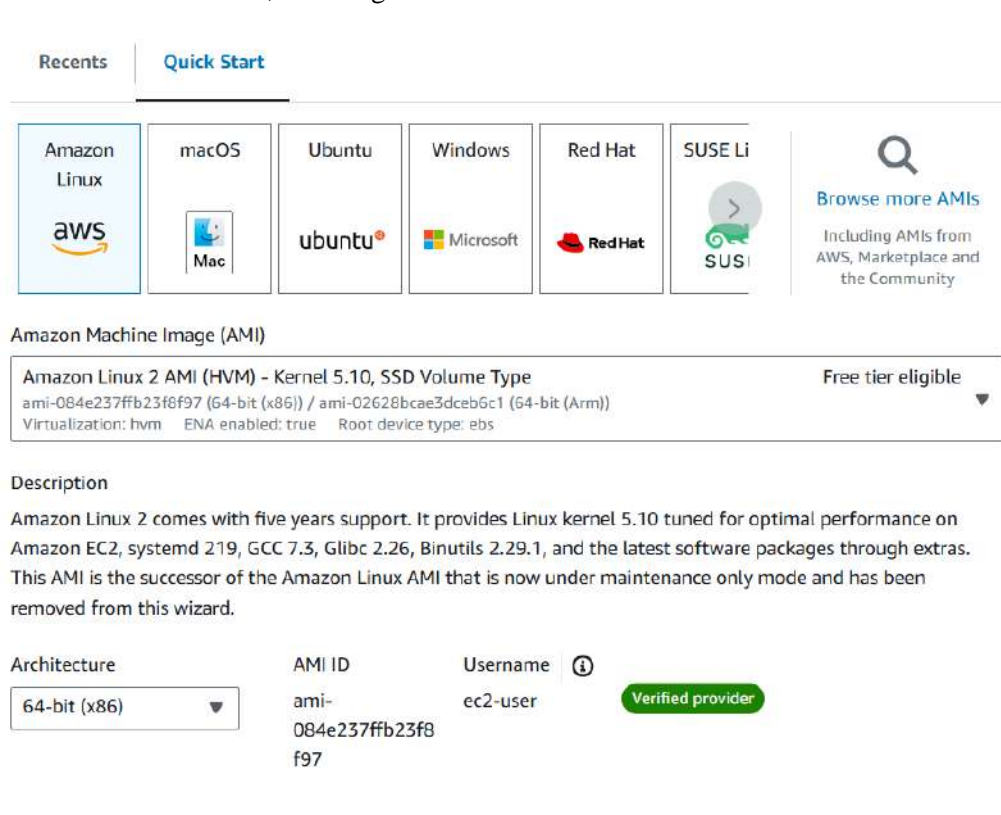 Recents
Quick Start
Amazon
Linux
aws
macOS
Mac
Ubuntu
ubuntu
Windows
Microsoft
Red Hat
RedHat
SUSE Li
SUS
Browse more AMIs
Including AMIs from
AWS, Marketplace and
the Community
Amazon Machine Image (AMI)
Amazon Linux 2 AMI (HVM) - Kernel 5.10, SSD Volume Type
Free tier eligible
ami-084e237ffb23f8f97 (64-bit (x86)) / ami-02628bcae3dceb6c1 (64-bit (Arm))
Virtualization: hvm ENA enabled: true Root device type: ebs
Description
Amazon Linux 2 comes with five years support. It provides Linux kernel 5.10 tuned for optimal performance on
Amazon EC2, systemd 219, GCC 7.3, Glibc 2.26, Binutils 2.29.1, and the latest software packages through extras.
This AMI is the successor of the Amazon Linux AMI that is now under maintenance only mode and has been
removed from this wizard.
Architecture
64-bit (x86)
AMI ID
ami-
084e237ffb23f8
f97
Username
ec2-user
Verified provider